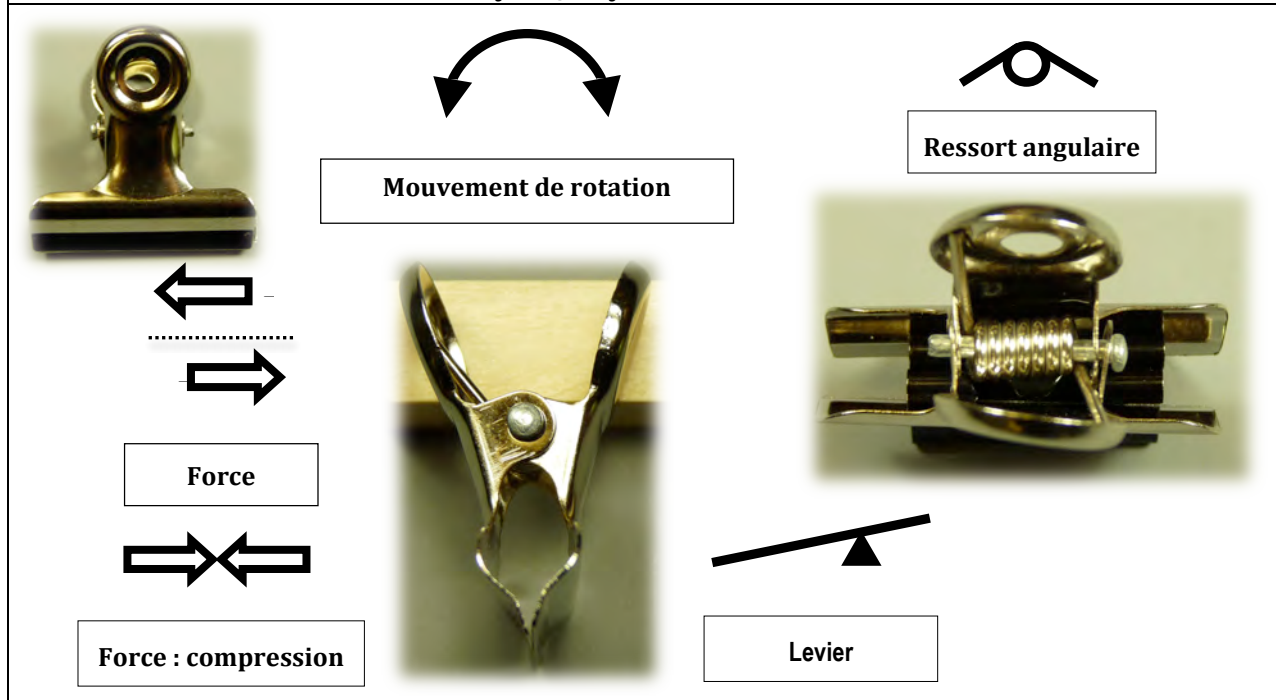 Mouvement de rotation
Ressort angulaire
Force
Force : compression
Levier